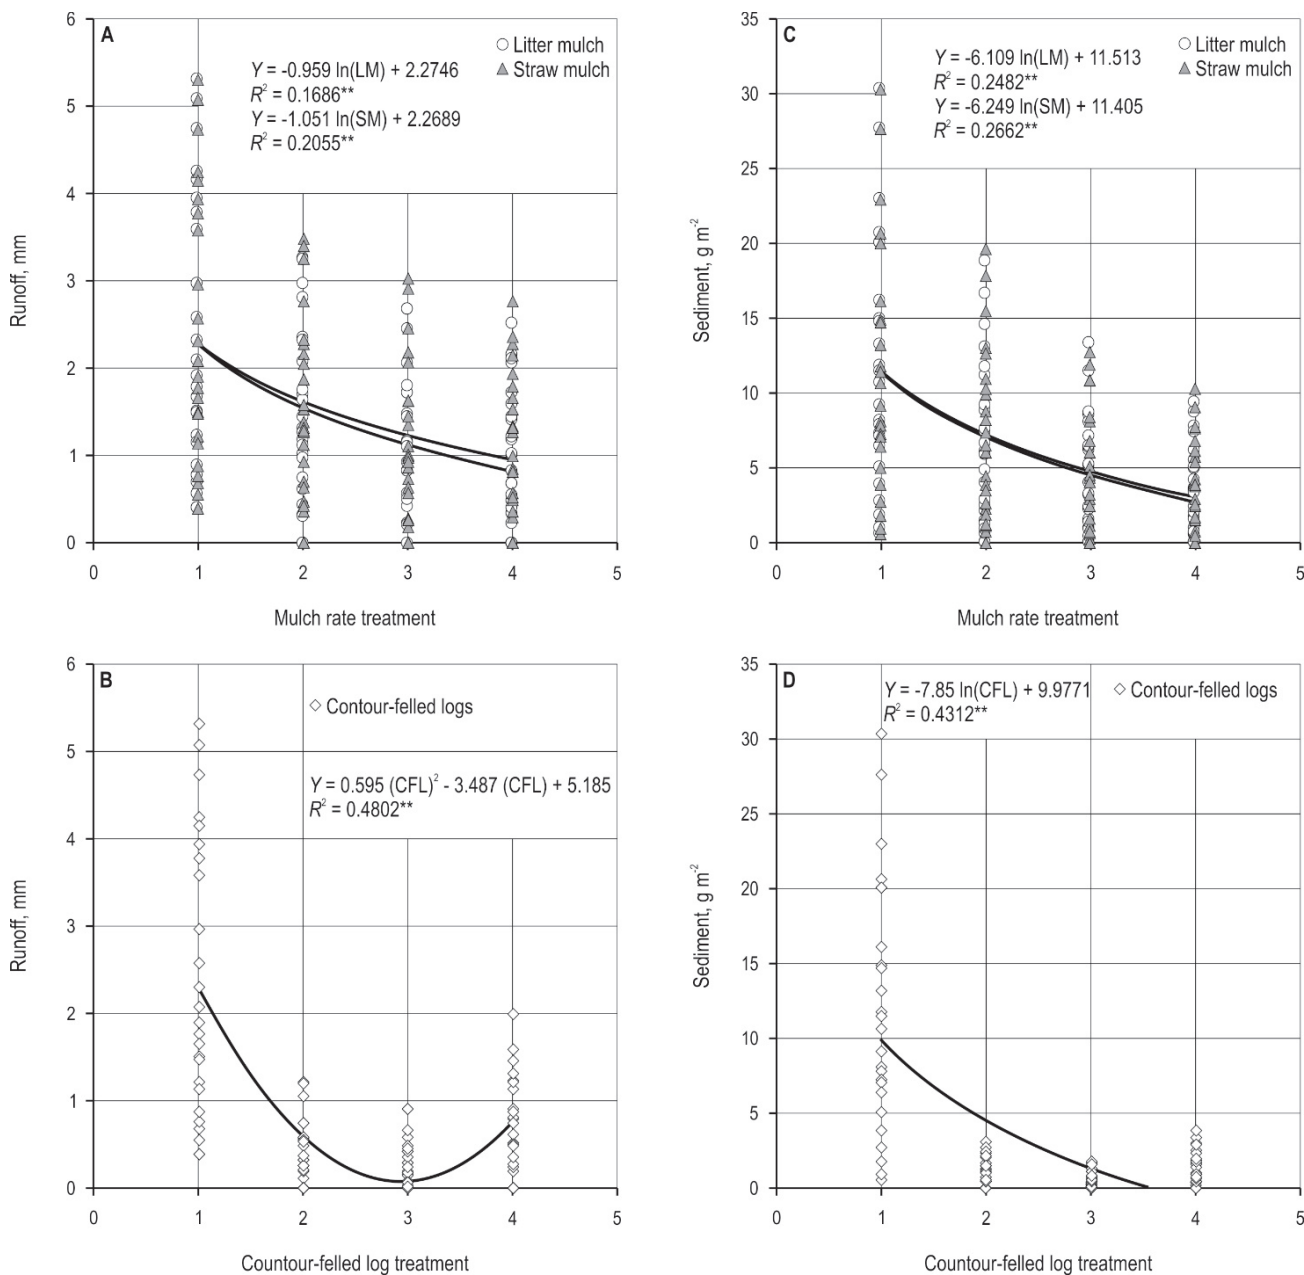 A
Litter mulch
Straw mulch
Y = -0.959 ln(LM) + 2.2746
R² = 0.1686**
Y = -1.051 ln(SM) + 2.2689
R² = 0.2055**
6
5
4
3
2
1
0
Runoff, mm
0 1 2 3 4 5
Mulch rate treatment
C
Litter mulch
Straw mulch
Y = -6.109 ln(LM) + 11.513
R² = 0.2482**
Y = -6.249 ln(SM) + 11.405
R² = 0.2662**
35
30
25
20
15
10
5
0
Sediment, g m⁻²
0 1 2 3 4 5
Mulch rate treatment
B
Contour-felled logs
Y = 0.595 (CFL)² - 3.487 (CFL) + 5.185
R² = 0.4802**
6
5
4
3
2
1
0
Runoff, mm
0 1 2 3 4 5
Countour-felled log treatment
D
Y = -7.85 ln(CFL) + 9.9771
R² = 0.4312**
Contour-felled logs
35
30
25
20
15
10
5
0
Sediment, g m⁻²
0 1 2 3 4 5
Countour-felled log treatment